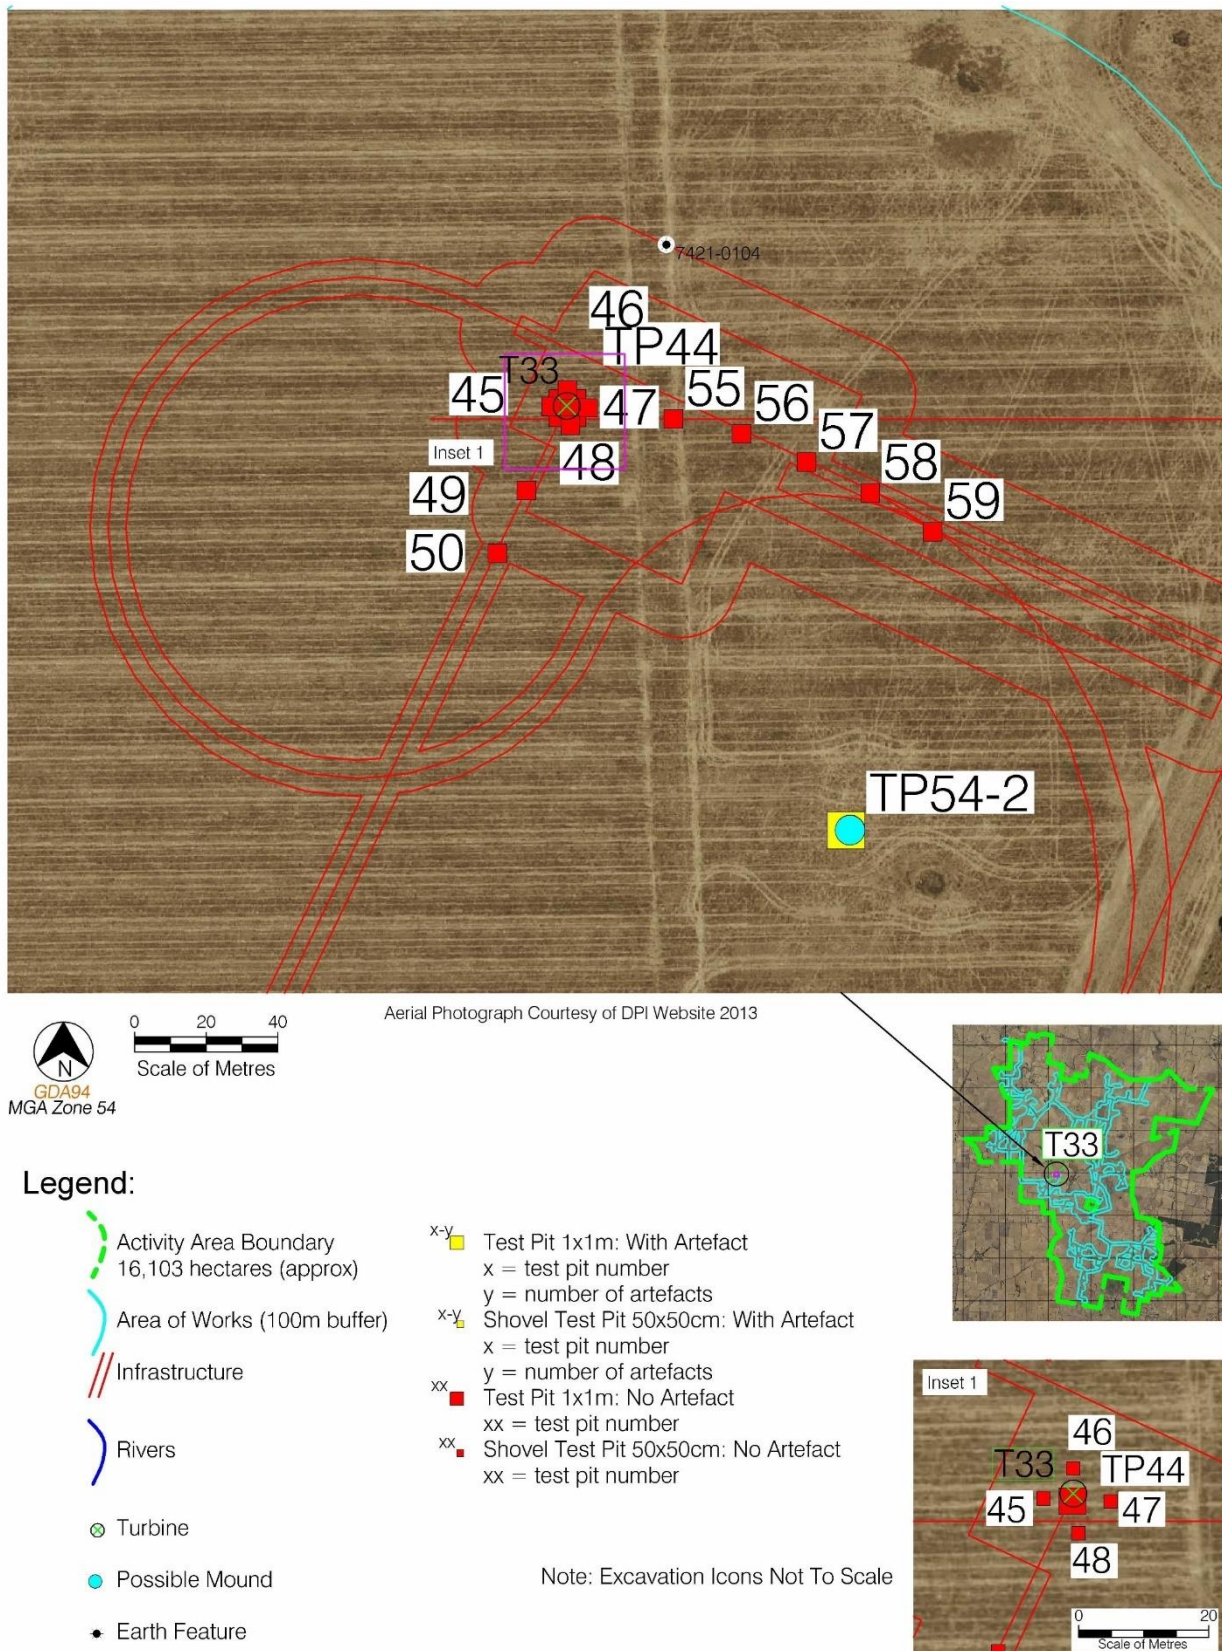 7421-0104
46
TP44
T33
45
47
55
56
57
58
59
Inset 1
48
49
50
TP54-2
Aerial Photograph Courtesy of DPI Website 2013
0 20 40
Scale of Metres
N
GDA94
MGA Zone 54
T33
Legend:
Activity Area Boundary
16,103 hectares (approx)
Area of Works (100m buffer)
Infrastructure
Rivers
Turbine
Possible Mound
Earth Feature
x-y Test Pit 1x1m: With Artefact
x = test pit number
y = number of artefacts
x-y Shovel Test Pit 50x50cm: With Artefact
x = test pit number
y = number of artefacts
xx Test Pit 1x1m: No Artefact
xx = test pit number
xx Shovel Test Pit 50x50cm: No Artefact
xx = test pit number
Note: Excavation Icons Not To Scale
Inset 1
46
T33 TP44
45 47
48
0 20
Scale of Metres